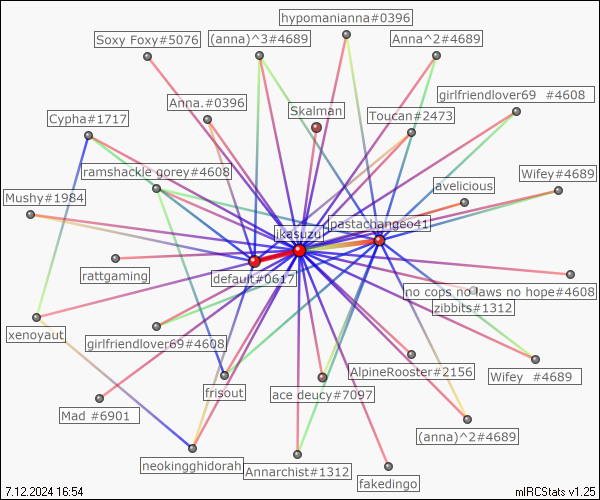 hypomanianna#0396
Soxy Foxy#5076
(anna)^3#4689
Anna^2#4689
girlfriendlover69 #4608
Anna.#0396
Skalman
Toucan#2473
Cypha#1717
ramshackle gorey#4608
Wifey#4689
avelicious
Mushy#1984
pastachangeo41
ikasuzu
rattgaming
default#0617
no cops no laws no hope#4608
zibbits#1312
xenoyaut
girlfriendlover69#4608
AlpineRooster#2156
Wifey #4689
frisout
ace deucy#7097
Mad #6901
(anna)^2#4689
neokingghidorah
Annarchist#1312
fakedingo
7.12.2024 16:54
mIRCStats v1.25